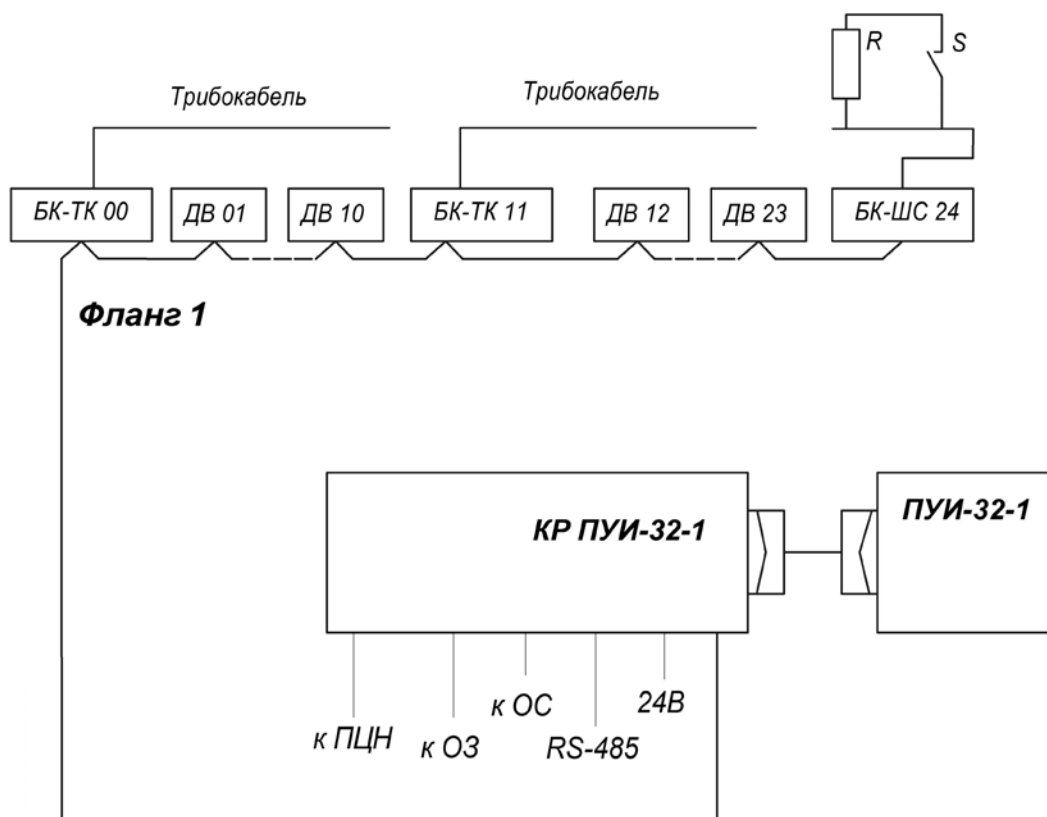 R S
Трибокабель Трибокабель
БК-ТК 00 ДВ 01 ДВ 10 БК-ТК 11 ДВ 12 ДВ 23 БК-ШС 24
Фланг 1
КР ПУИ-32-1 ПУИ-32-1
к ПЦН к ОЗ к ОС RS-485 24В